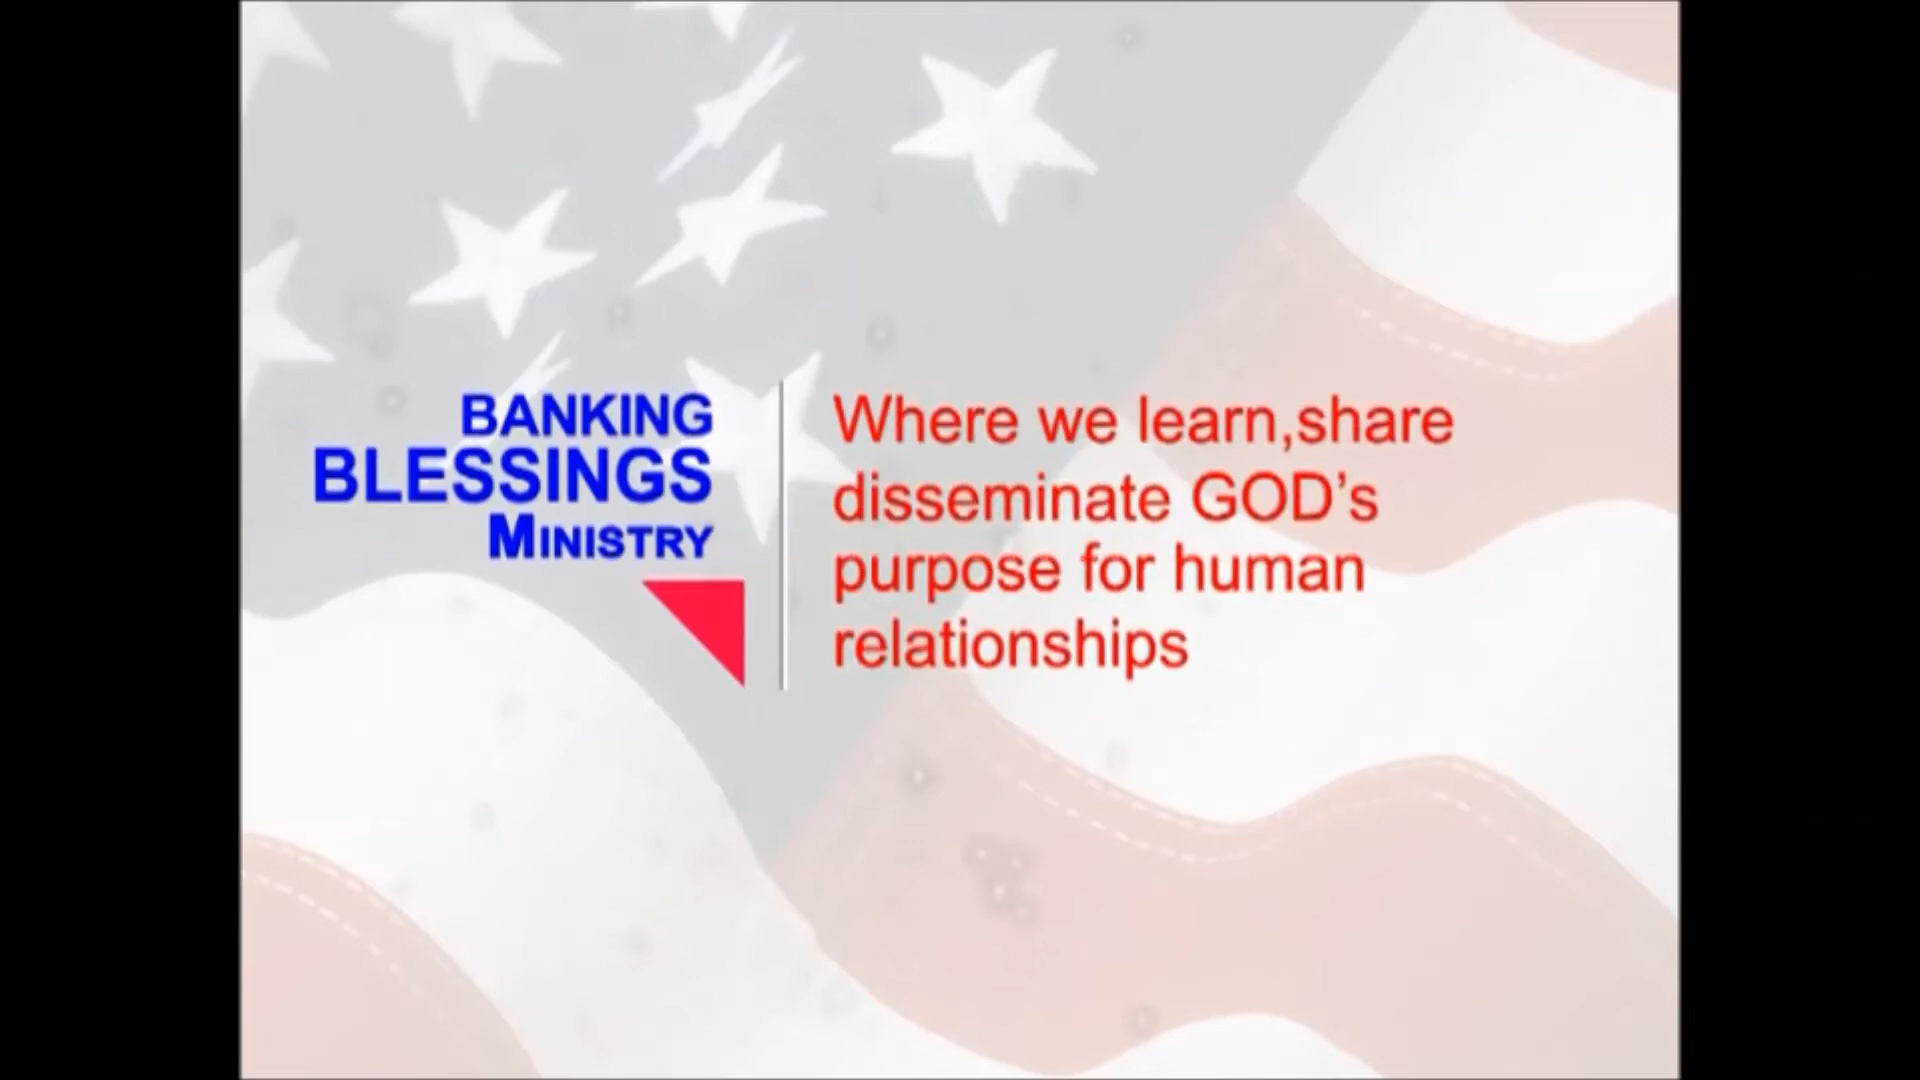 BANKING
BLESSINGS
MINISTRY
Where we learn,share
disseminate GOD's
purpose for human
relationships